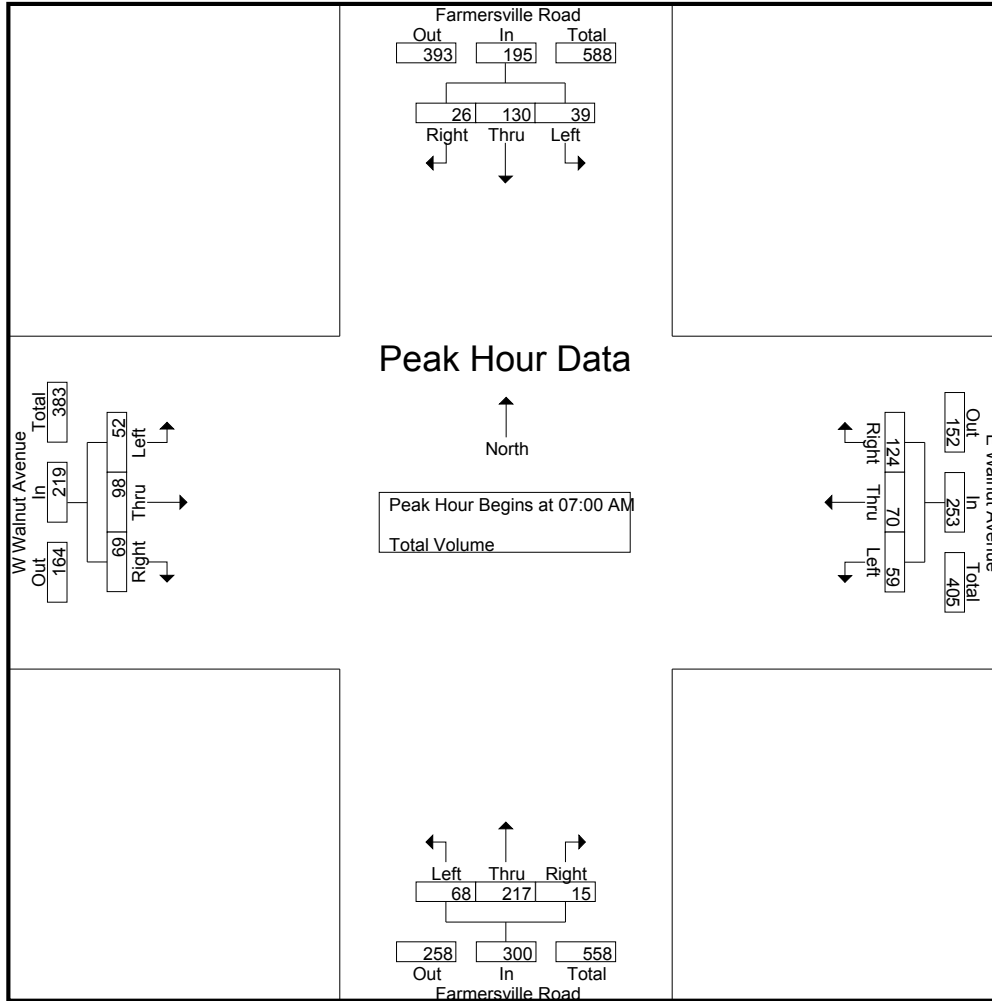 Farmersville Road
Out In Total
393 195 588
26 130 39
Right Thru Left
Peak Hour Data
North
Peak Hour Begins at 07:00 AM
Total Volume
W Walnut Avenue
Out In Total
164 219 383
52 98 69
Left Thru Right
E Walnut Avenue
Out In Total
152 253 405
124 70 59
Right Thru Left
Left Thru Right
68 217 15
258 300 558
Out In Total
Farmersville Road